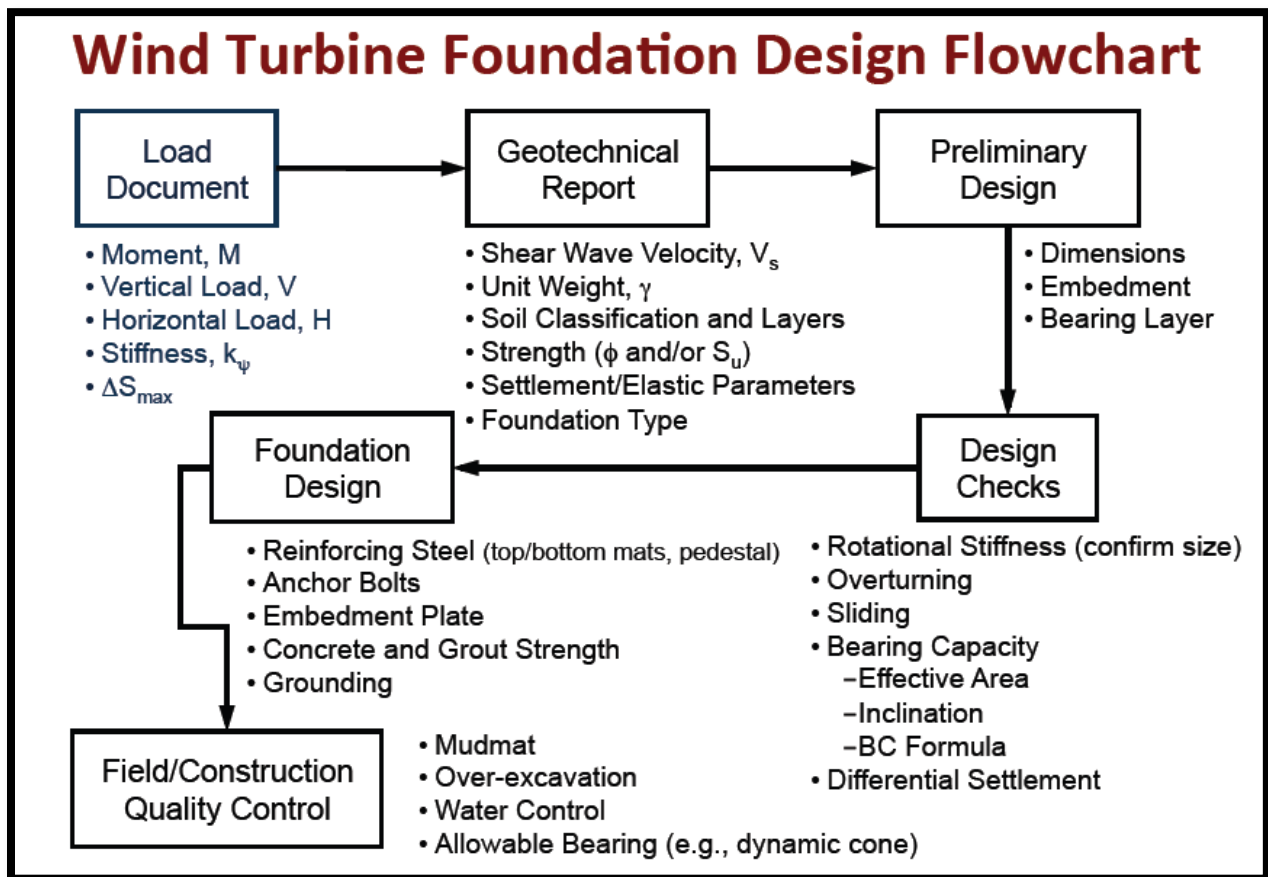 Wind Turbine Foundation Design Flowchart
Load
Document
• Moment, M
• Vertical Load, V
• Horizontal Load, H
• Stiffness, kψ
• ΔSmax
Geotechnical
Report
• Shear Wave Velocity, Vs
• Unit Weight, γ
• Soil Classification and Layers
• Strength (ϕ and/or Su)
• Settlement/Elastic Parameters
• Foundation Type
Preliminary
Design
• Dimensions
• Embedment
• Bearing Layer
Design
Checks
• Rotational Stiffness (confirm size)
• Overturning
• Sliding
• Bearing Capacity
–Effective Area
–Inclination
–BC Formula
• Differential Settlement
Foundation
Design
• Reinforcing Steel (top/bottom mats, pedestal)
• Anchor Bolts
• Embedment Plate
• Concrete and Grout Strength
• Grounding
Field/Construction
Quality Control
• Mudmat
• Over-excavation
• Water Control
• Allowable Bearing (e.g., dynamic cone)